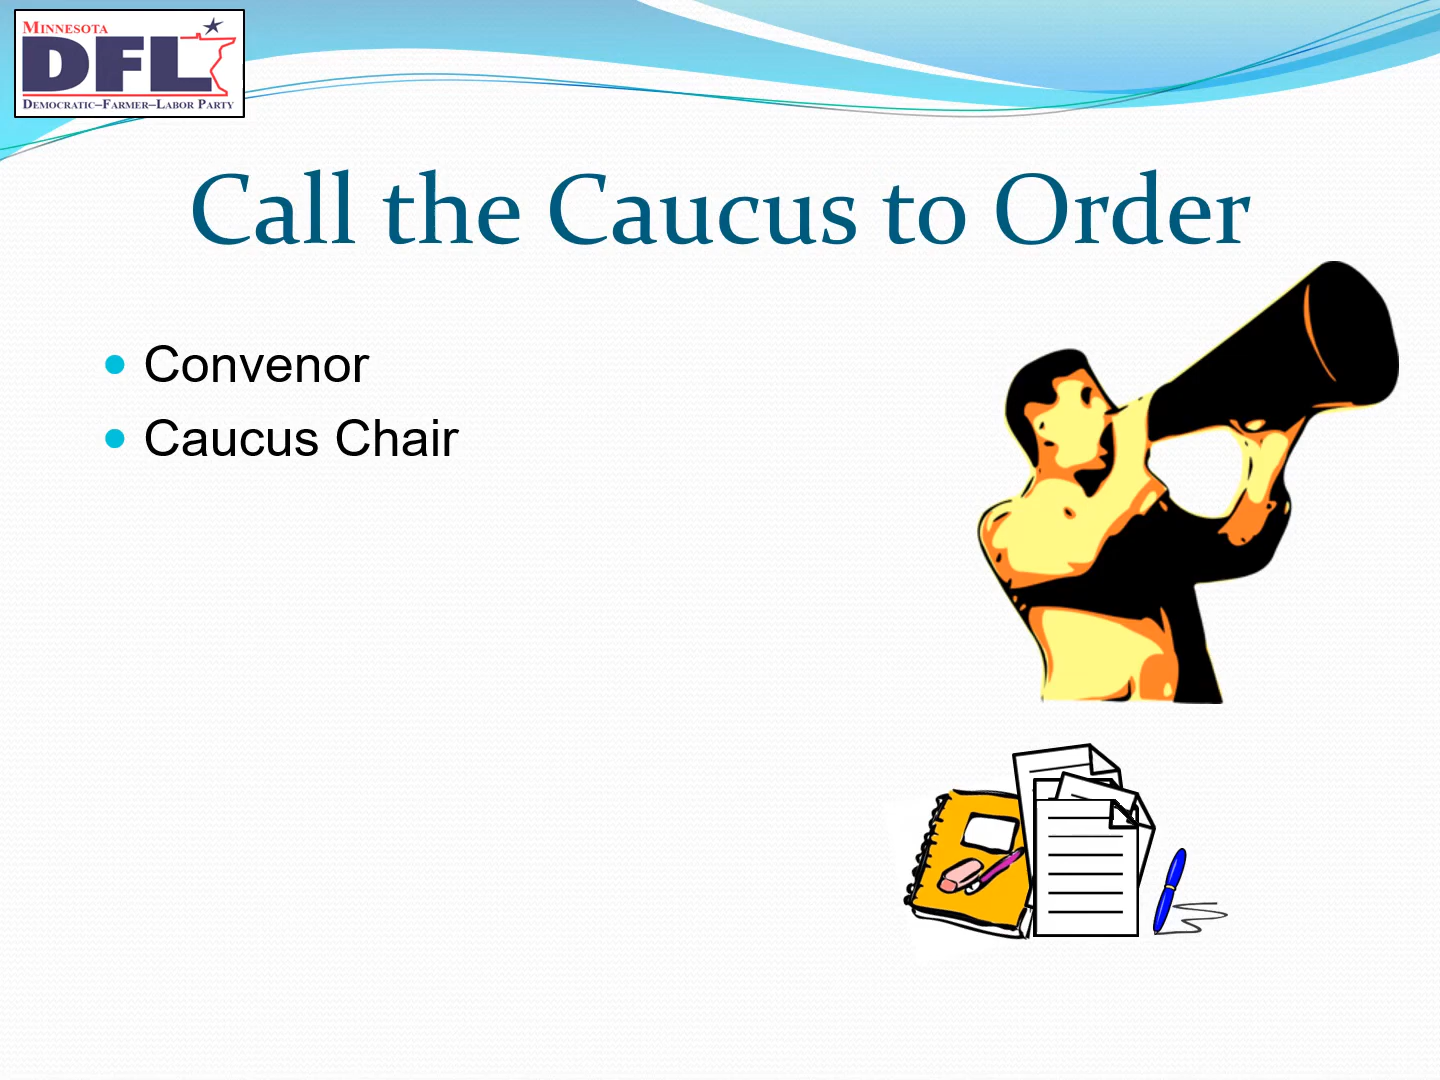 MINNESOTA
DFL
DEMOCRATIC–FARMER–LABOR PARTY
Call the Caucus to Order
Convenor
Caucus Chair